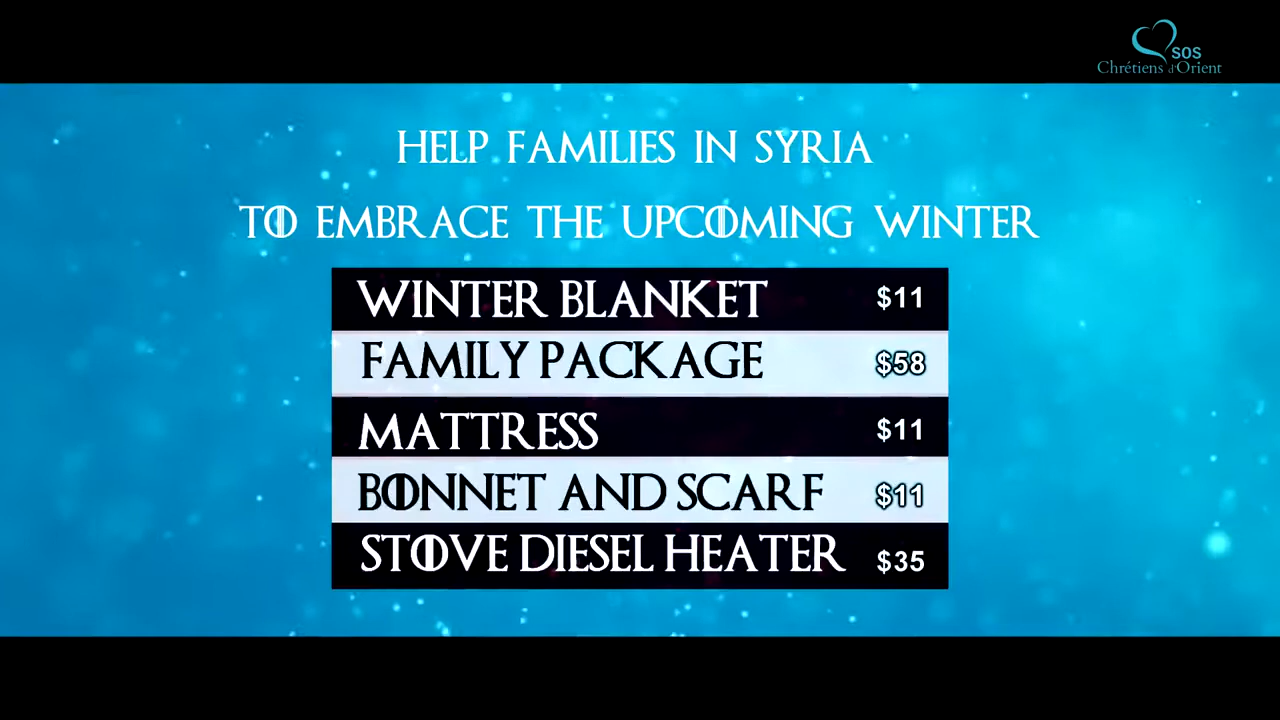 SOS
Chrétiens d'Orient
HELP FAMILIES IN SYRIA
TO EMBRACE THE UPCOMING WINTER
WINTER BLANKET $11
FAMILY PACKAGE $58
MATTRESS $11
BONNET AND SCARF $11
STOVE DIESEL HEATER $35